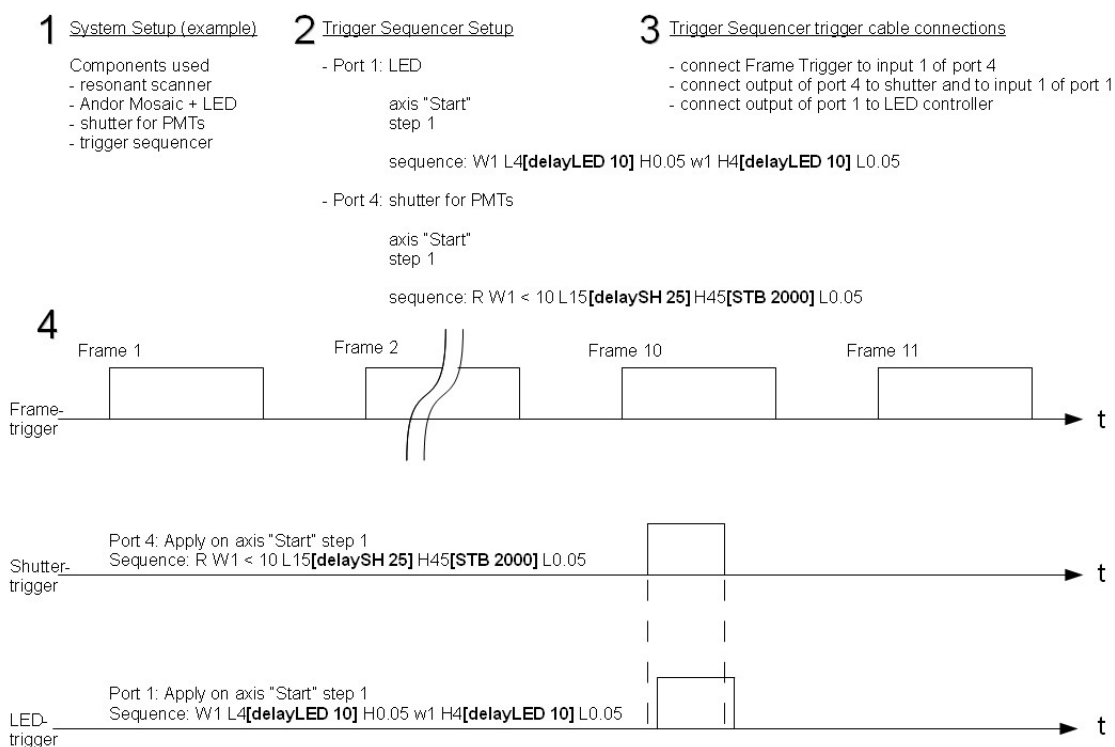 1 System Setup (example)
Components used
- resonant scanner
- Andor Mosaic + LED
- shutter for PMTs
- trigger sequencer
2 Trigger Sequencer Setup
- Port 1: LED
axis "Start"
step 1
sequence: W1 L4[delayLED 10] H0.05 w1 H4[delayLED 10] L0.05
- Port 4: shutter for PMTs
axis "Start"
step 1
sequence: R W1 < 10 L15[delaySH 25] H45[STB 2000] L0.05
3 Trigger Sequencer trigger cable connections
- connect Frame Trigger to input 1 of port 4
- connect output of port 4 to shutter and to input 1 of port 1
- connect output of port 1 to LED controller
4
Frame 1
Frame 2
Frame 10
Frame 11
Frame-
trigger
t
Port 4: Apply on axis "Start" step 1
Sequence: R W1 < 10 L15[delaySH 25] H45[STB 2000] L0.05
Shutter-
trigger
t
Port 1: Apply on axis "Start" step 1
Sequence: W1 L4[delayLED 10] H0.05 w1 H4[delayLED 10] L0.05
LED-
trigger
t